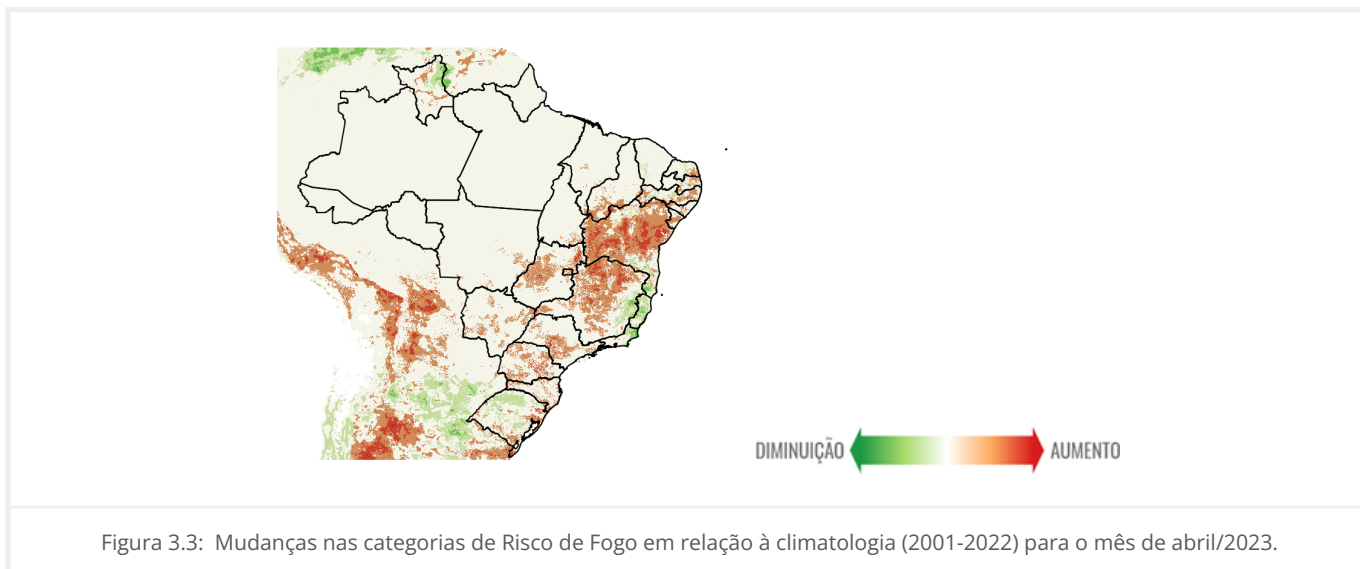 DIMINUIÇÃO
AUMENTO
Figura 3.3: Mudanças nas categorias de Risco de Fogo em relação à climatologia (2001-2022) para o mês de abril/2023.